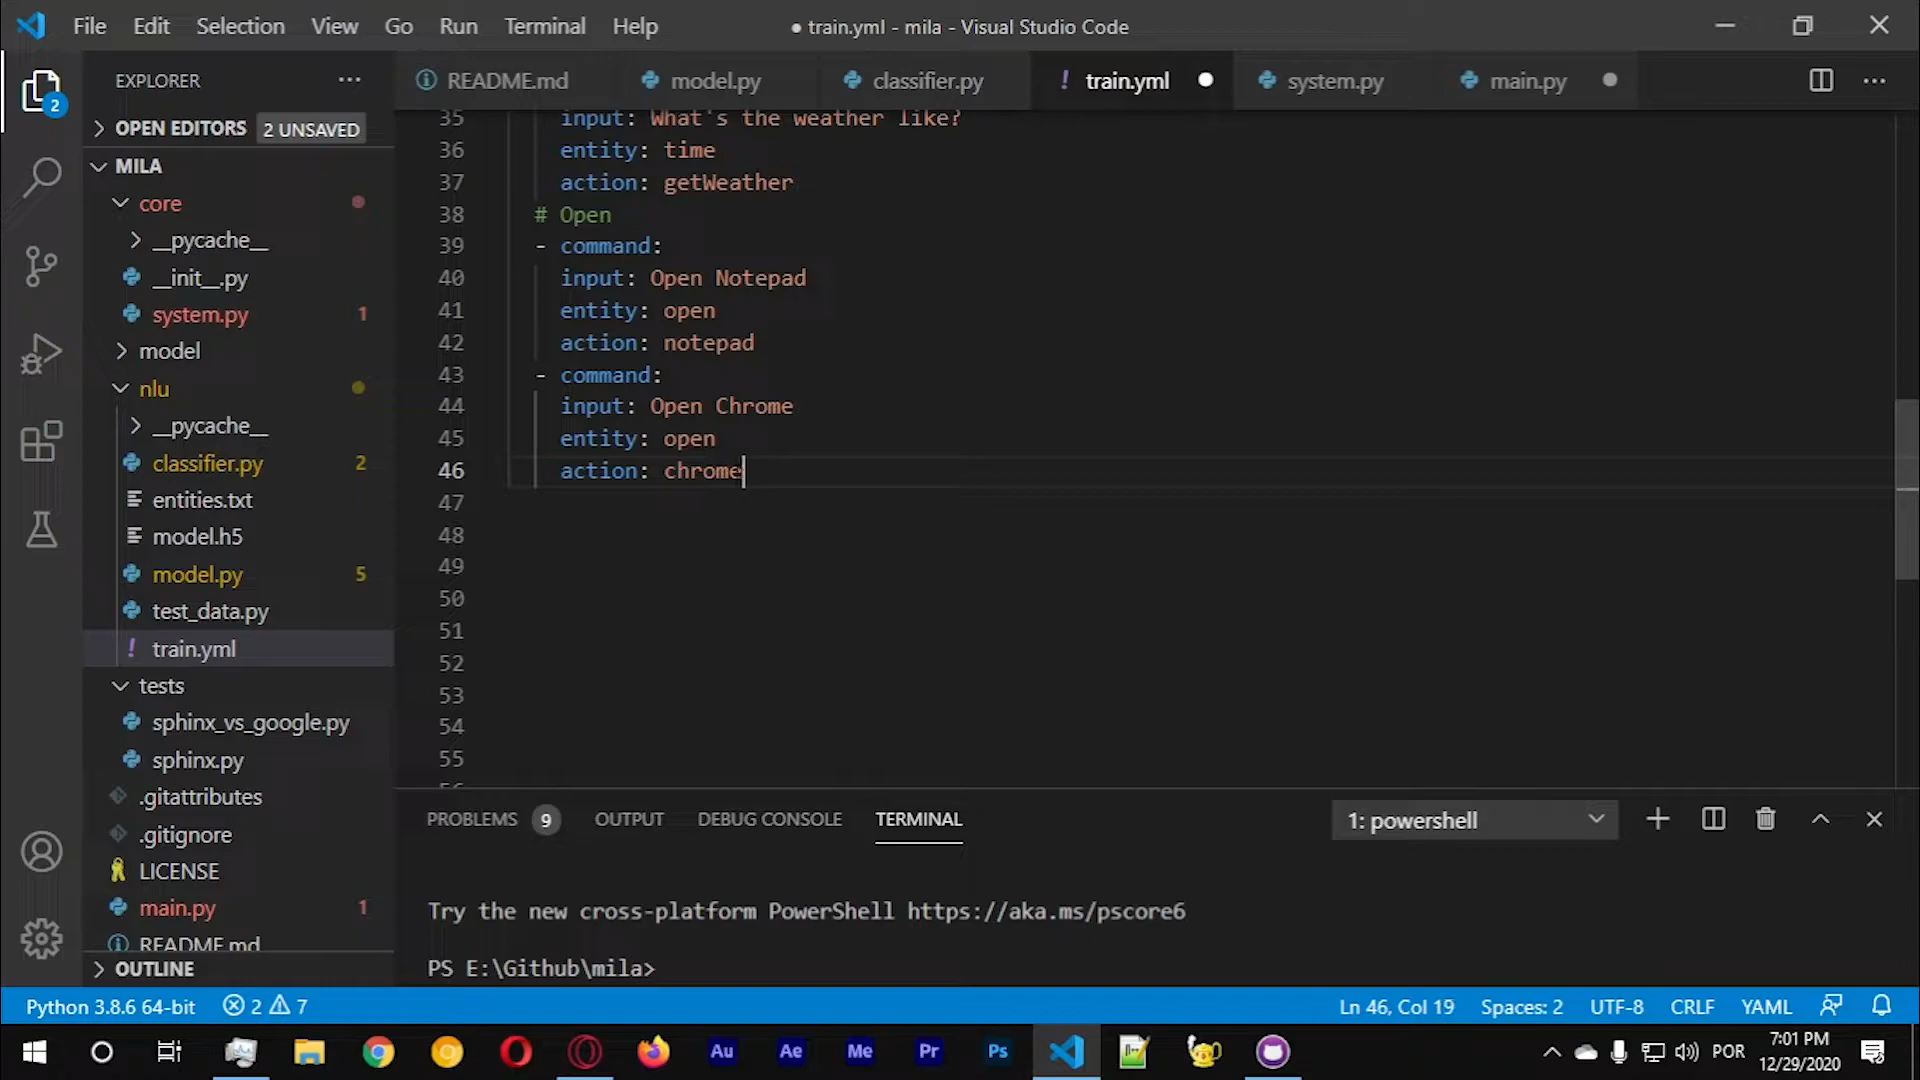 File Edit Selection View Go Run Terminal Help ● train.yml - mila - Visual Studio Code
EXPLORER
README.md model.py classifier.py ! train.yml system.py main.py
OPEN EDITORS 2 UNSAVED
MILA
core
__pycache__
__init__.py
system.py 1
model
nlu
__pycache__
classifier.py 2
entities.txt
model.h5
model.py 5
test_data.py
! train.yml
tests
sphinx_vs_google.py
sphinx.py
.gitattributes
.gitignore
LICENSE
main.py 1
README.md
OUTLINE
2
35 input: What's the weather like?
36 entity: time
37 action: getWeather
38 # Open
39 - command:
40 input: Open Notepad
41 entity: open
42 action: notepad
43 - command:
44 input: Open Chrome
45 entity: open
46 action: chrome
47
48
49
50
51
52
53
54
55
56
PROBLEMS 9 OUTPUT DEBUG CONSOLE TERMINAL 1: powershell
Try the new cross-platform PowerShell https://aka.ms/pscore6
PS E:\Github\mila>
Python 3.8.6 64-bit 2 7 Ln 46, Col 19 Spaces: 2 UTF-8 CRLF YAML
Au Ae Me Pr Ps POR 7:01 PM
12/29/2020